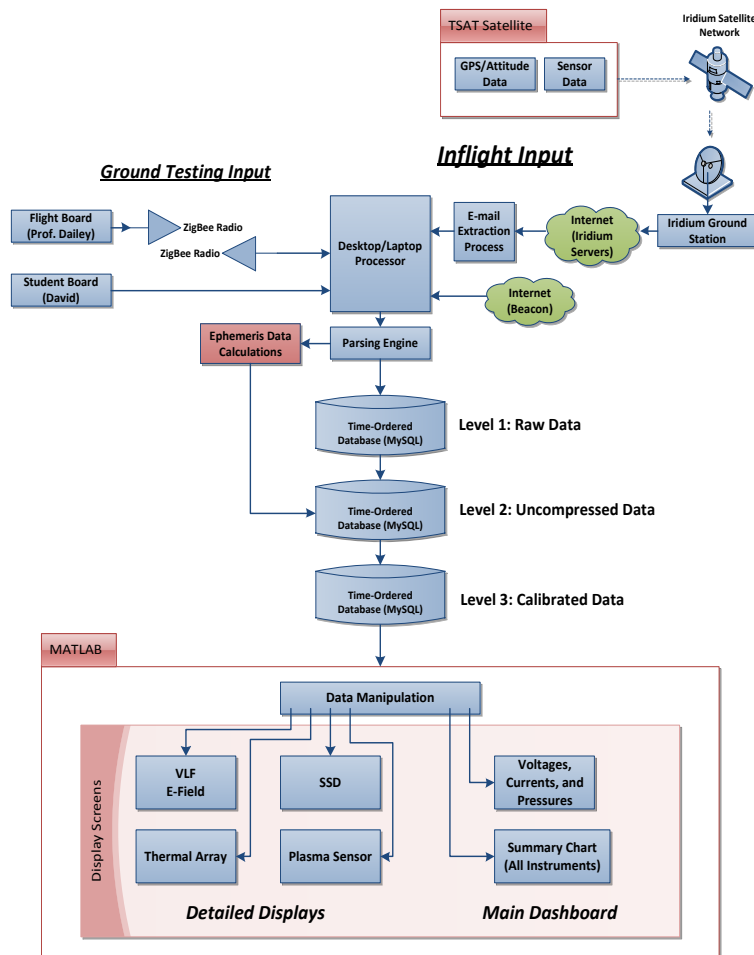 TSAT Satellite
GPS/Attitude
Data
Sensor
Data
Iridium Satellite
Network
Ground Testing Input
Inflight Input
Flight Board
(Prof. Dailey)
ZigBee Radio
ZigBee Radio
Student Board
(David)
Desktop/Laptop
Processor
E-mail
Extraction
Process
Internet
(Iridium
Servers)
Iridium Ground
Station
Internet
(Beacon)
Ephemeris Data
Calculations
Parsing Engine
Time-Ordered
Database (MySQL)
Level 1: Raw Data
Time-Ordered
Database (MySQL)
Level 2: Uncompressed Data
Time-Ordered
Database (MySQL)
Level 3: Calibrated Data
MATLAB
Data Manipulation
Display Screens
VLF
E-Field
SSD
Voltages,
Currents, and
Pressures
Thermal Array
Plasma Sensor
Summary Chart
(All Instruments)
Detailed Displays
Main Dashboard